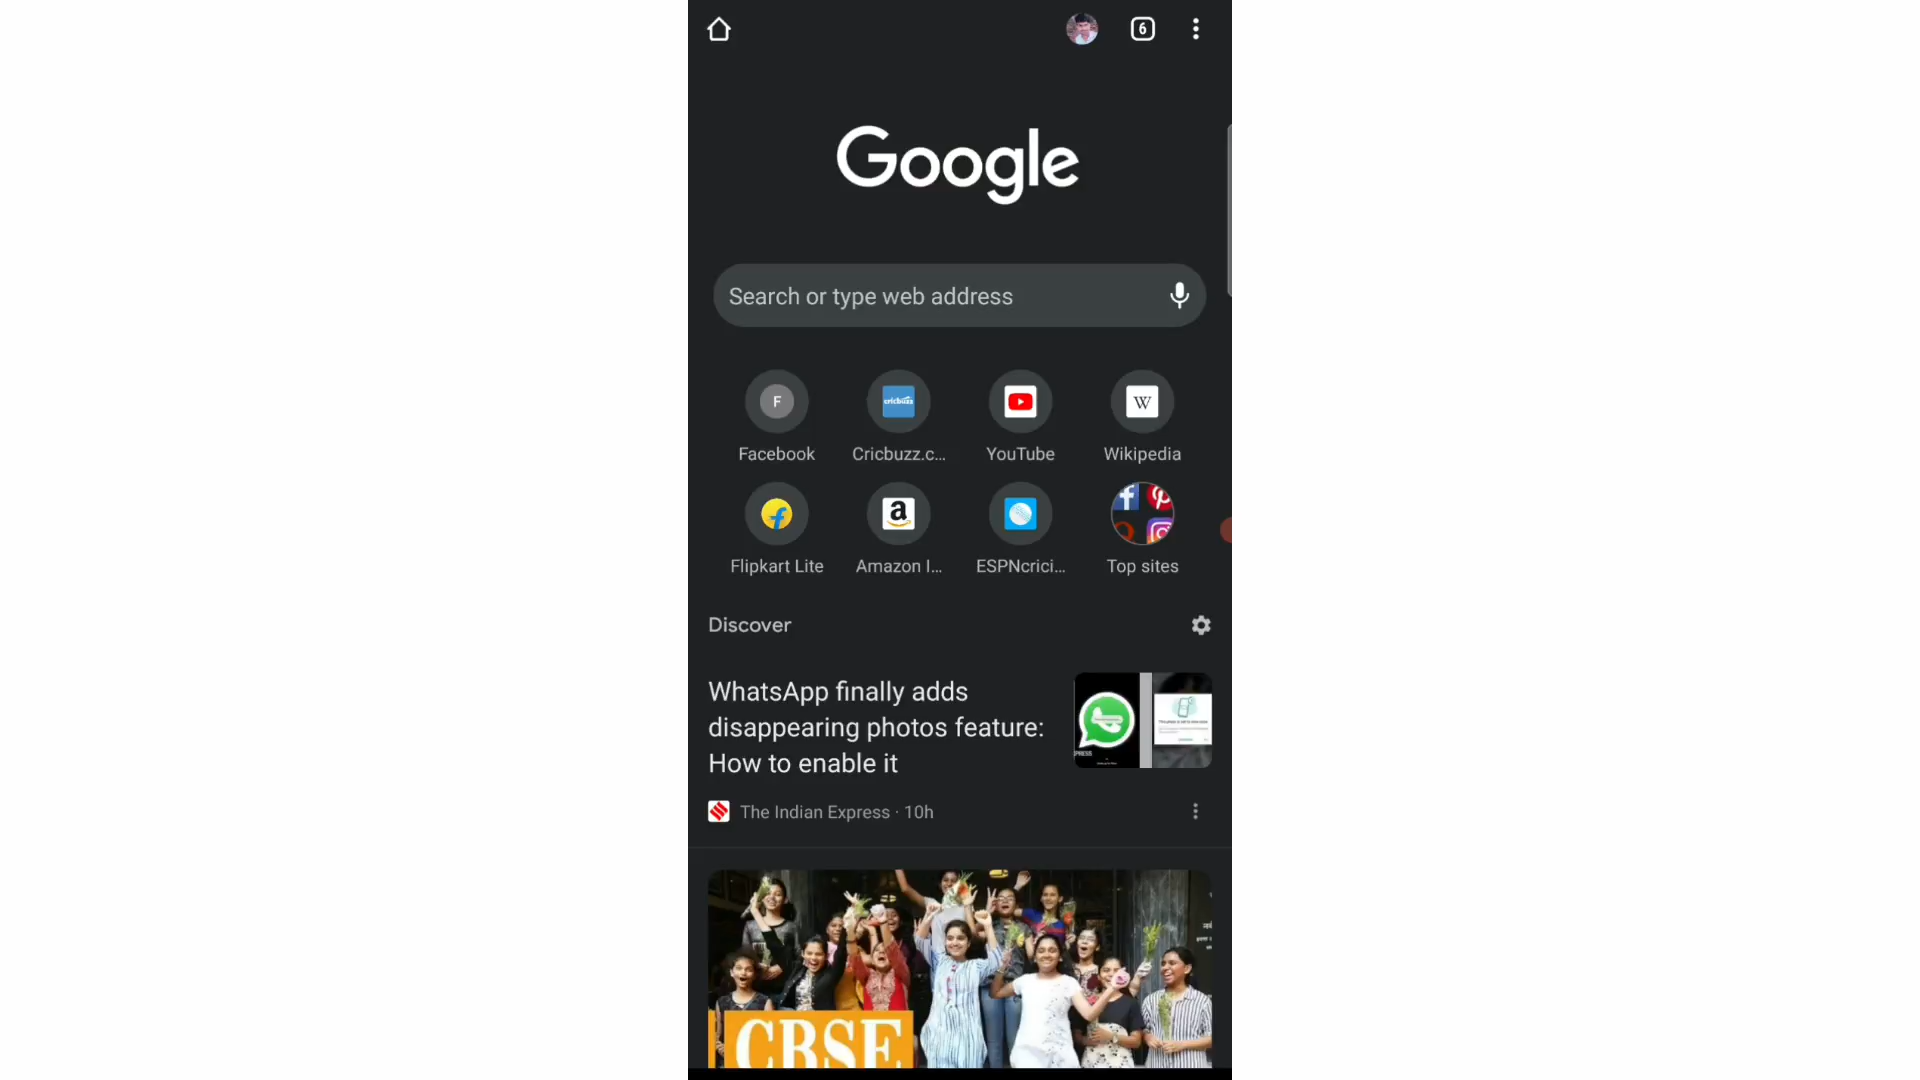 6
Google
Search or type web address
F
cricbuzz
W
Facebook
Cricbuzz.c...
YouTube
Wikipedia
Flipkart Lite
Amazon I...
ESPNcrici...
Top sites
Discover
WhatsApp finally adds
disappearing photos feature:
How to enable it
The Indian Express · 10h
CBSE